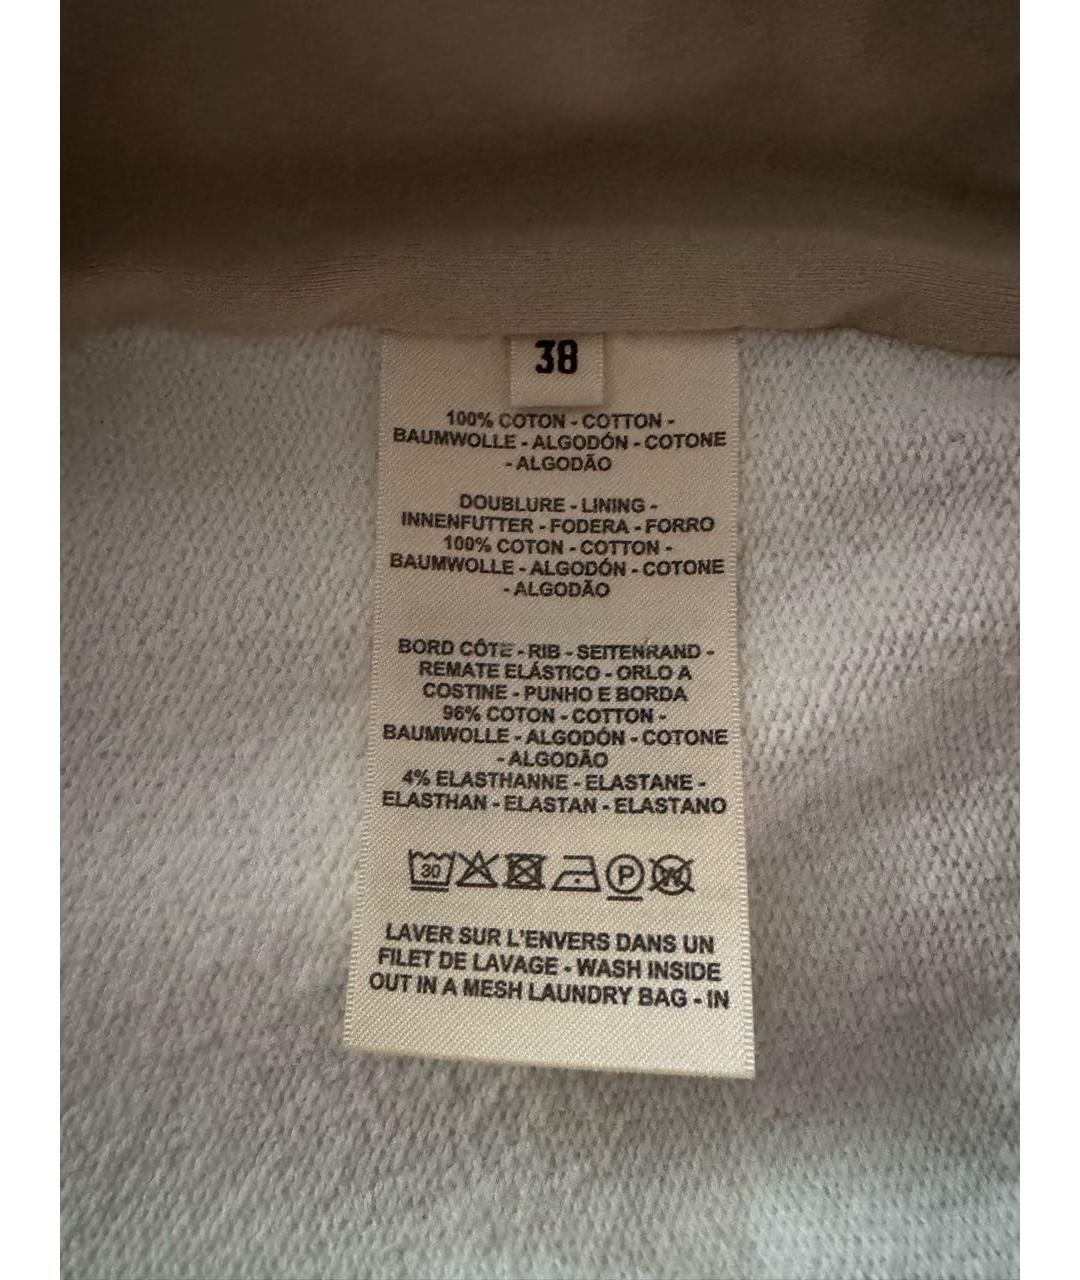 38
100% COTON - COTTON -
BAUMWOLLE - ALGODÓN - COTONE
- ALGODÃO
DOUBLURE - LINING -
INNENFUTTER - FODERA - FORRO
100% COTON - COTTON -
BAUMWOLLE - ALGODÓN - COTONE
- ALGODÃO
BORD CÔTE - RIB - SEITENRAND -
REMATE ELÁSTICO - ORLO A
COSTINE - PUNHO E BORDA
96% COTON - COTTON -
BAUMWOLLE - ALGODÓN - COTONE
- ALGODÃO
4% ELASTHANNE - ELASTANE -
ELASTHAN - ELASTAN - ELASTANO
30 P W
LAVER SUR L'ENVERS DANS UN
FILET DE LAVAGE - WASH INSIDE
OUT IN A MESH LAUNDRY BAG - IN